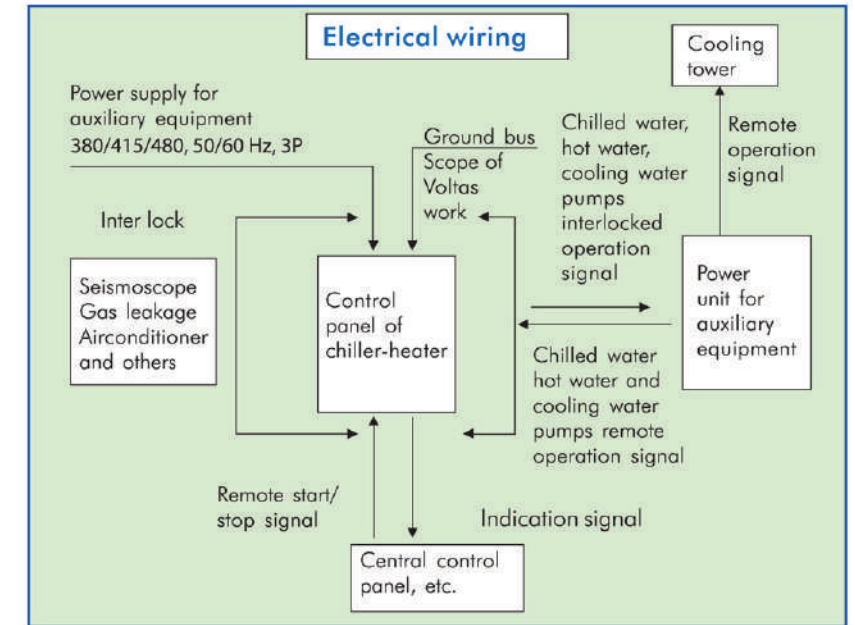 Electrical wiring
Cooling
tower
Power supply for
auxiliary equipment
380/415/480, 50/60 Hz, 3P
Ground bus
Scope of
Voltas
work
Chilled water,
hot water,
cooling water
pumps
interlocked
operation
signal
Remote
operation
signal
Inter lock
Seismoscope
Gas leakage
Airconditioner
and others
Control
panel of
chiller-heater
Power
unit for
auxiliary
equipment
Chilled water
hot water and
cooling water
pumps remote
operation signal
Remote start/
stop signal
Indication signal
Central control
panel, etc.